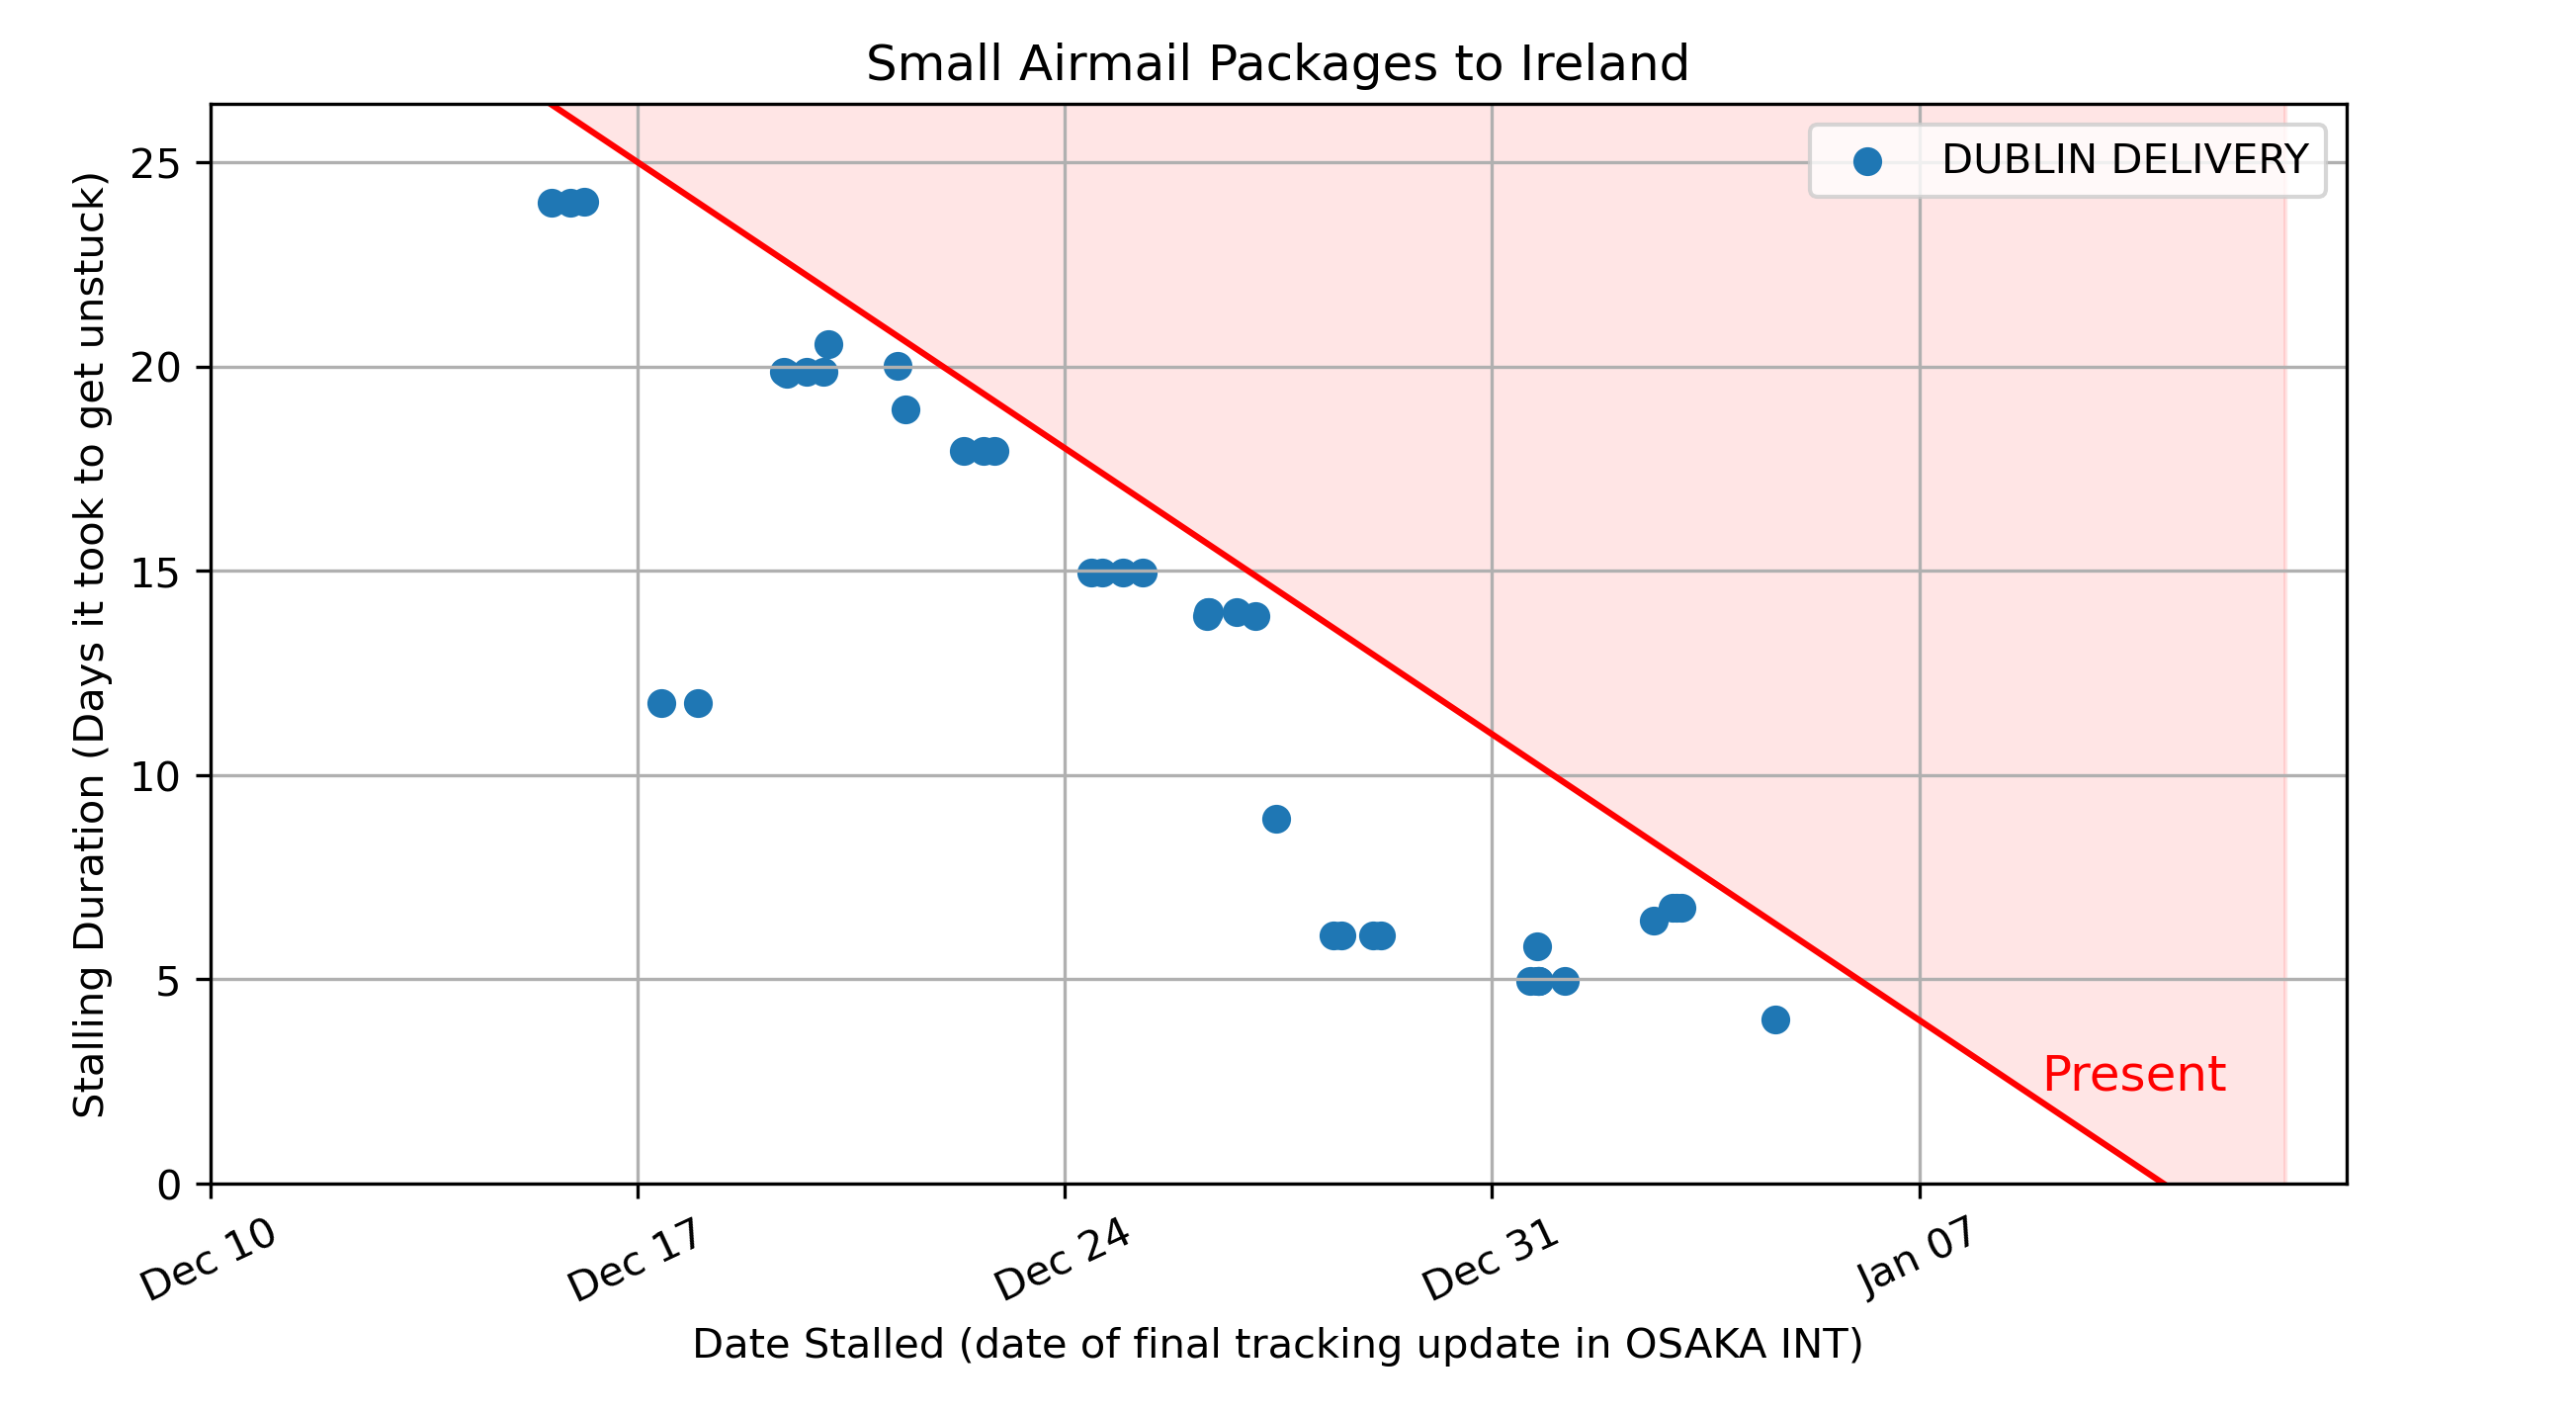 Small Airmail Packages to Ireland
DUBLIN DELIVERY
Stalling Duration (Days it took to get unstuck)
25
20
15
10
5
0
Present
Dec 10
Dec 17
Dec 24
Dec 31
Jan 07
Date Stalled (date of final tracking update in OSAKA INT)